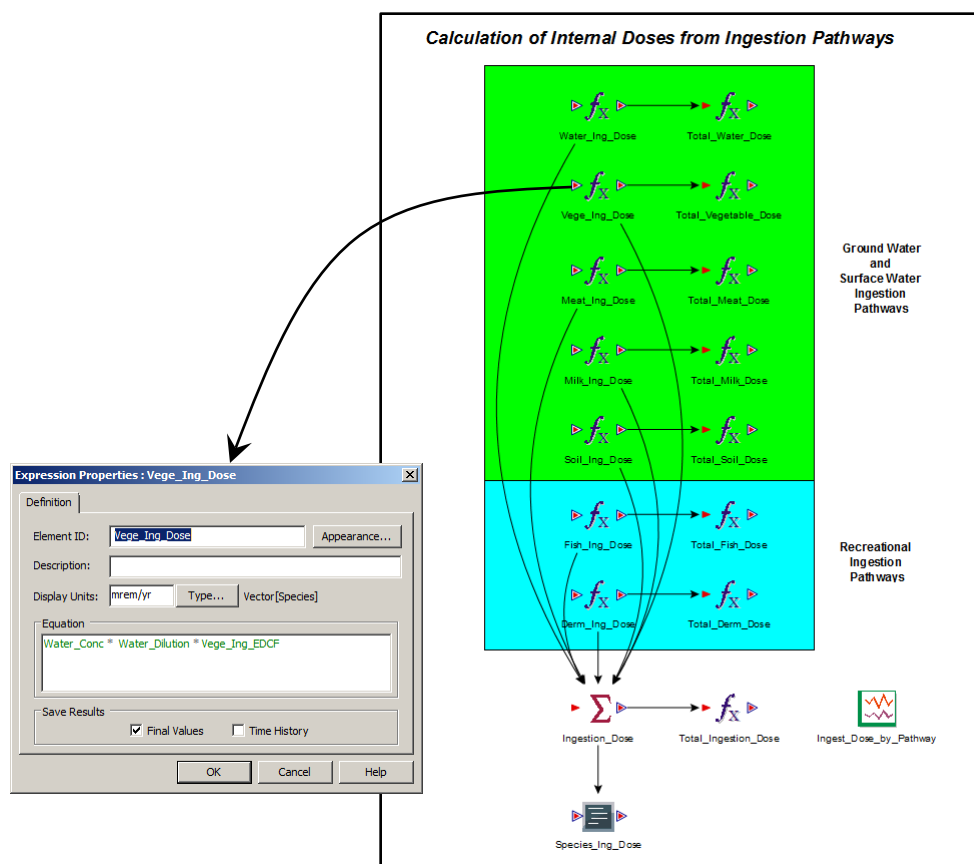 Calculation of Internal Doses from Ingestion Pathways
Water_Ing_Dose Total_Water_Dose
Vege_Ing_Dose Total_Vegetable_Dose
Meat_Ing_Dose Total_Meat_Dose
Milk_Ing_Dose Total_Milk_Dose
Soil_Ing_Dose Total_Soil_Dose
Ground Water
and
Surface Water
Ingestion
Pathways
Fish_Ing_Dose Total_Fish_Dose
Derm_Ing_Dose Total_Derm_Dose
Recreational
Ingestion
Pathways
Ingestion_Dose Total_Ingestion_Dose Ingest_Dose_by_Pathway
Species_Ing_Dose
Expression Properties : Vege_Ing_Dose
Definition
Element ID: Vege_Ing_Dose Appearance...
Description:
Display Units: mrem/yr Type... Vector[Species]
Equation
Water_Conc * Water_Dilution * Vege_Ing_EDCF
Save Results
Final Values Time History
OK Cancel Help